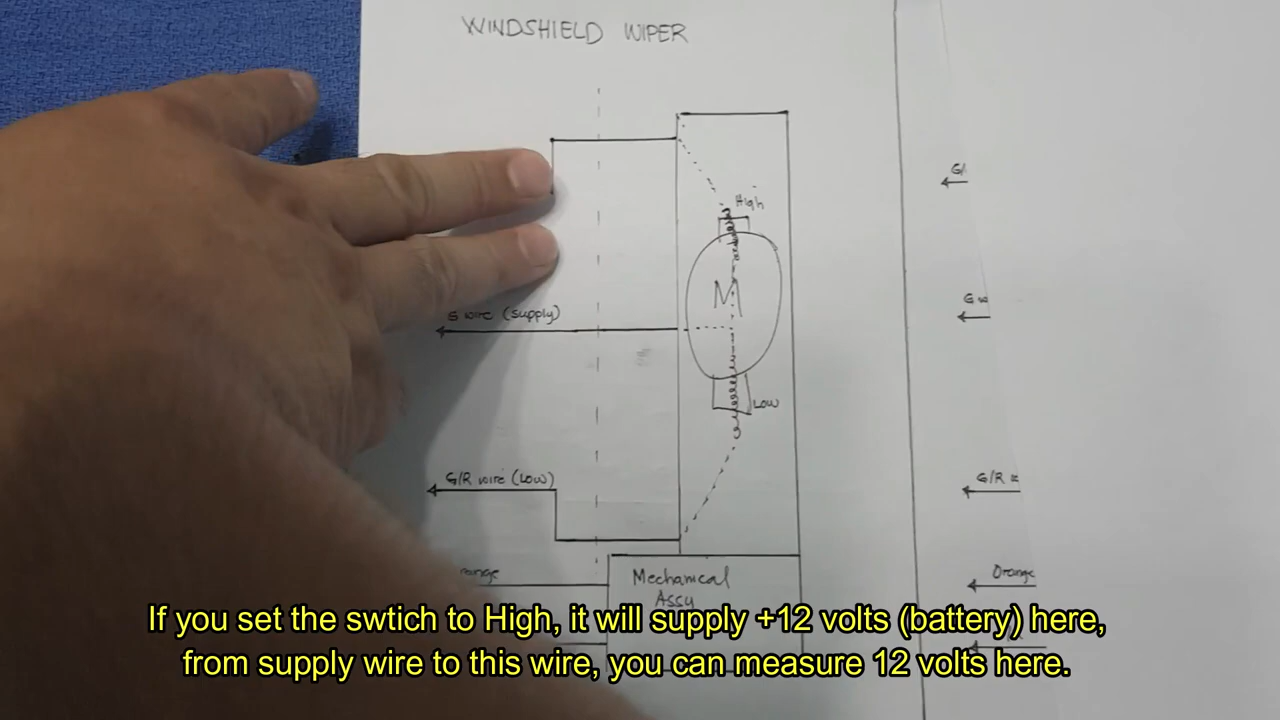 WINDSHIELD WIPER
High
G/
M
G w
G wire (supply)
Low
G/R wire (Low)
G/R
Orange
Mechanical
Assy
If you set the swtich to High, it will supply +12 volts (battery) here,
from supply wire to this wire, you can measure 12 volts here.